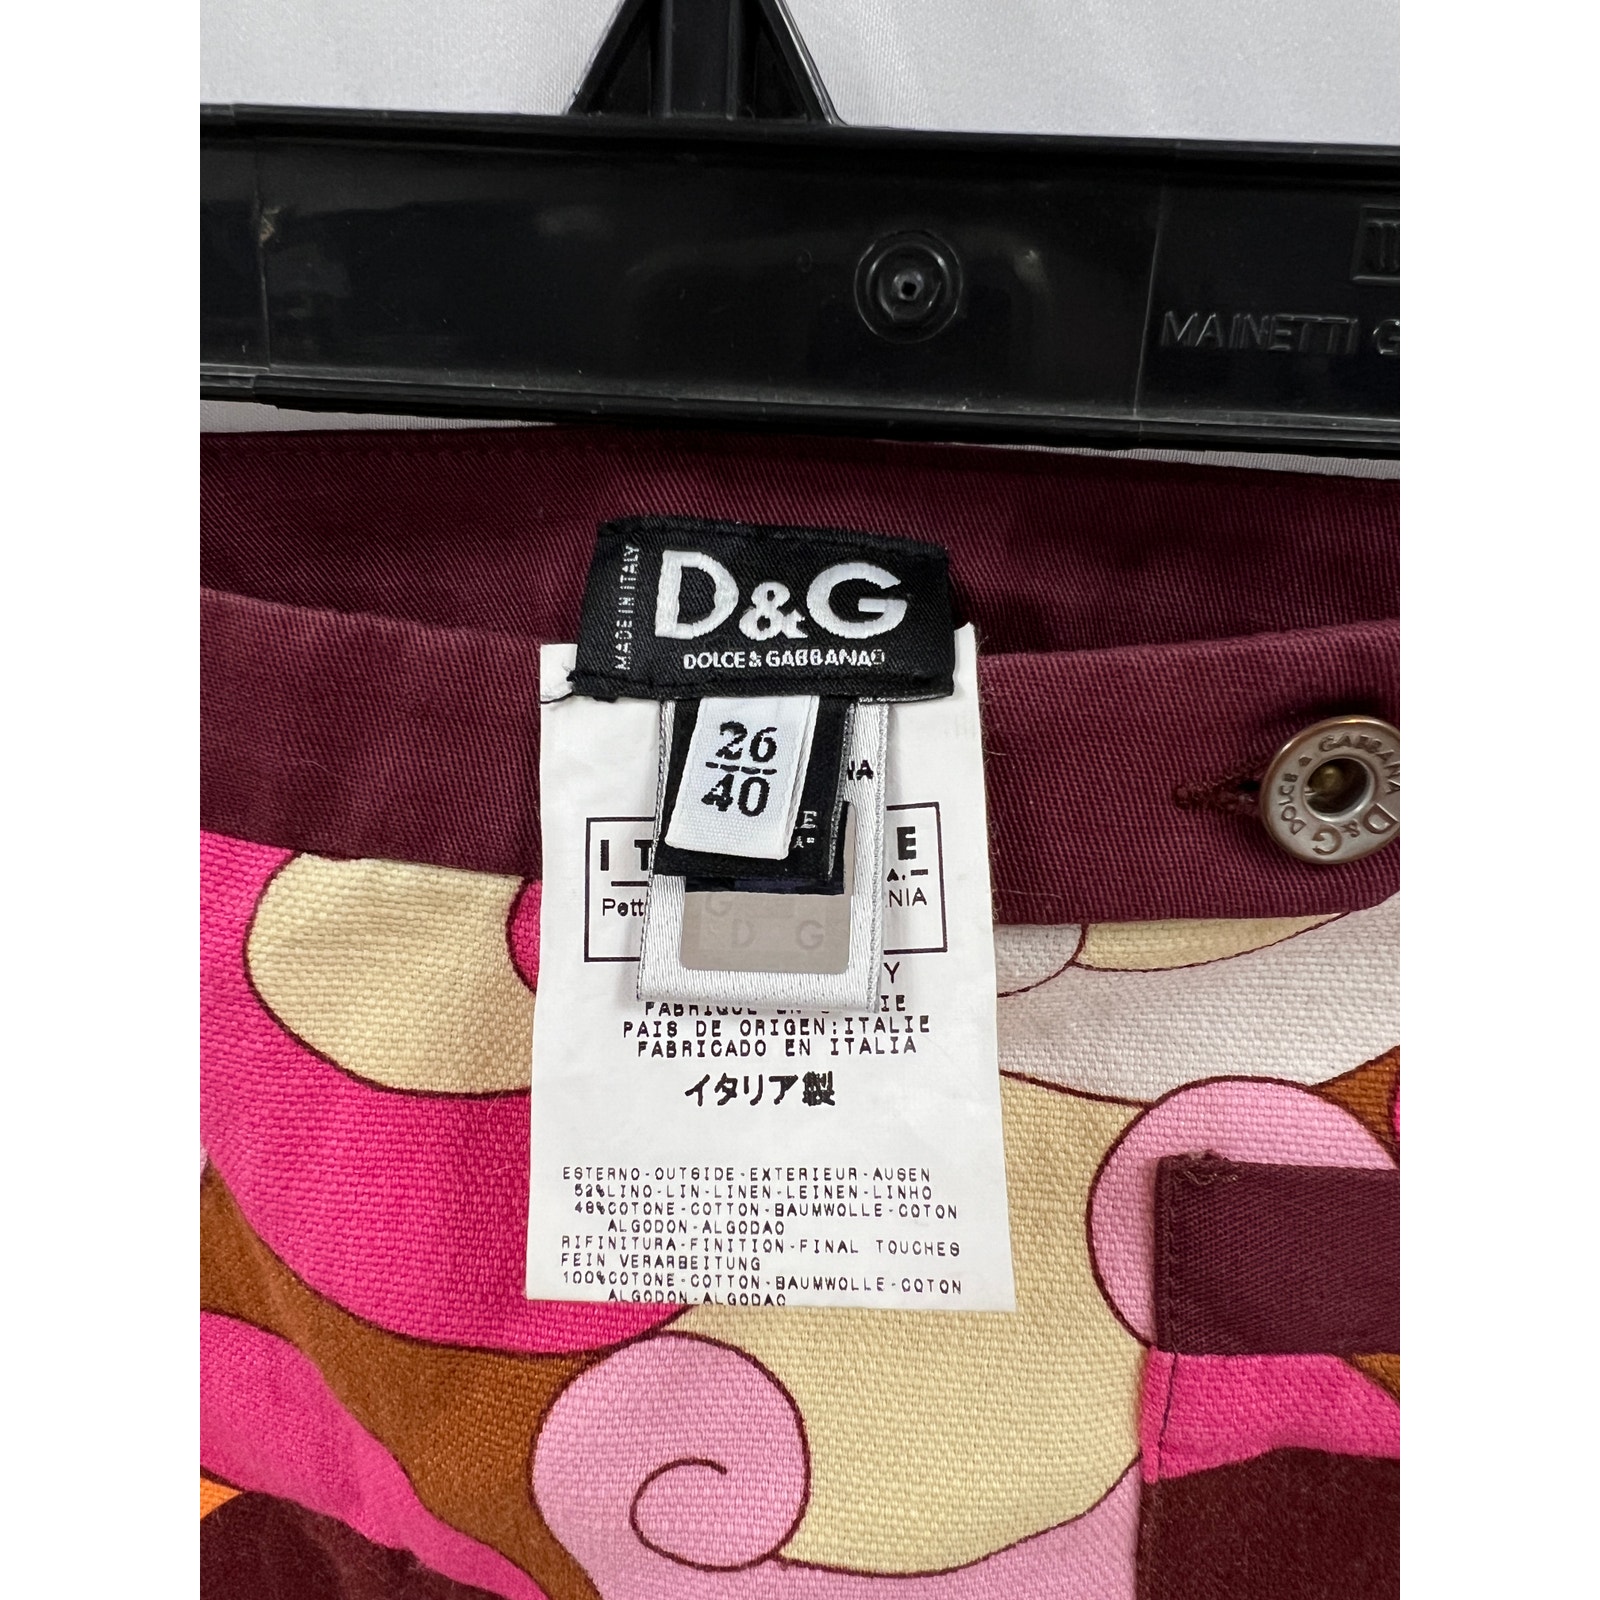 MAINETTI
MADE IN ITALY
D&G
DOLCE & GABBANA
26
40
GABBANA
DOLCE &
D&G
D G
PAIS DE ORIGEN:ITALIE
FABRICADO EN ITALIA
イタリア製
ESTERNO-OUTSIDE-EXTERIEUR-AUSEN
52%LINO-LIN-LINEN-LEINEN-LINHO
48%COTONE-COTTON-BAUMWOLLE-COTON
ALGODON-ALGODAO
RIFINITURA-FINITION-FINAL TOUCHES
FEIN VERARBEITUNG
100%COTONE-COTTON-BAUMWOLLE-COTON
ALGODON-ALGODAO